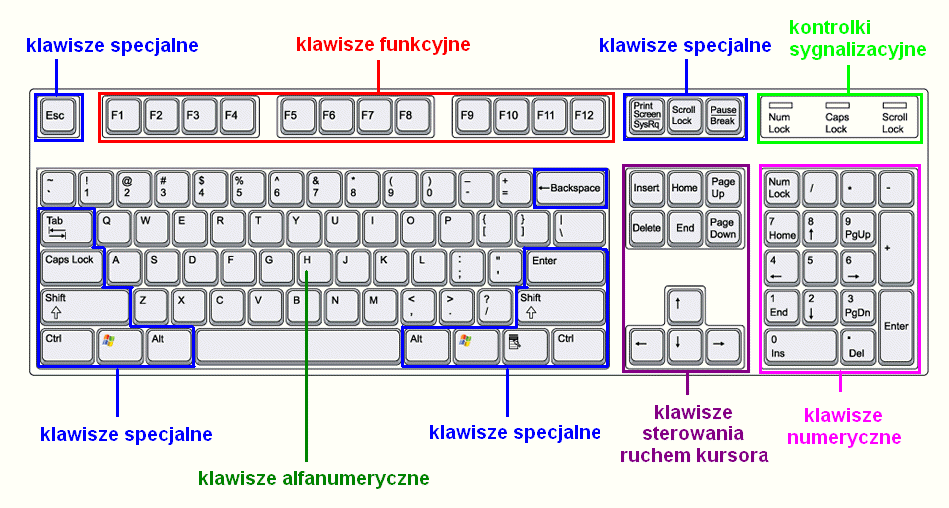 klawisze specjalne
klawisze funkcyjne
klawisze specjalne
kontrolki
sygnalizacyjne
Esc
F1 F2 F3 F4
F5 F6 F7 F8
F9 F10 F11 F12
Print Screen SysRq
Scroll Lock
Pause Break
Num Lock
Caps Lock
Scroll Lock
~ `
! 1
@ 2
# 3
$ 4
% 5
^ 6
& 7
* 8
( 9
) 0
– -
+ =
←Backspace
Insert Home Page Up
Num Lock / • -
Tab
Q W E R T Y U I O P
{ [
} ]
| \
Delete End Page Down
7 Home
8 ↑
9 PgUp
+
Caps Lock
A S D F G H J K L
: ;
" ,
Enter
4 ←
5
6 →
Shift ⇧
Z X C V B N M
< ,
> .
? /
Shift ⇧
↑
1 End
2 ↓
3 PgDn
Enter
Ctrl
Alt
Alt
Ctrl
← ↓ →
0 Ins
• Del
klawisze specjalne
klawisze alfanumeryczne
klawisze specjalne
klawisze
sterowania
ruchem kursora
klawisze
numeryczne